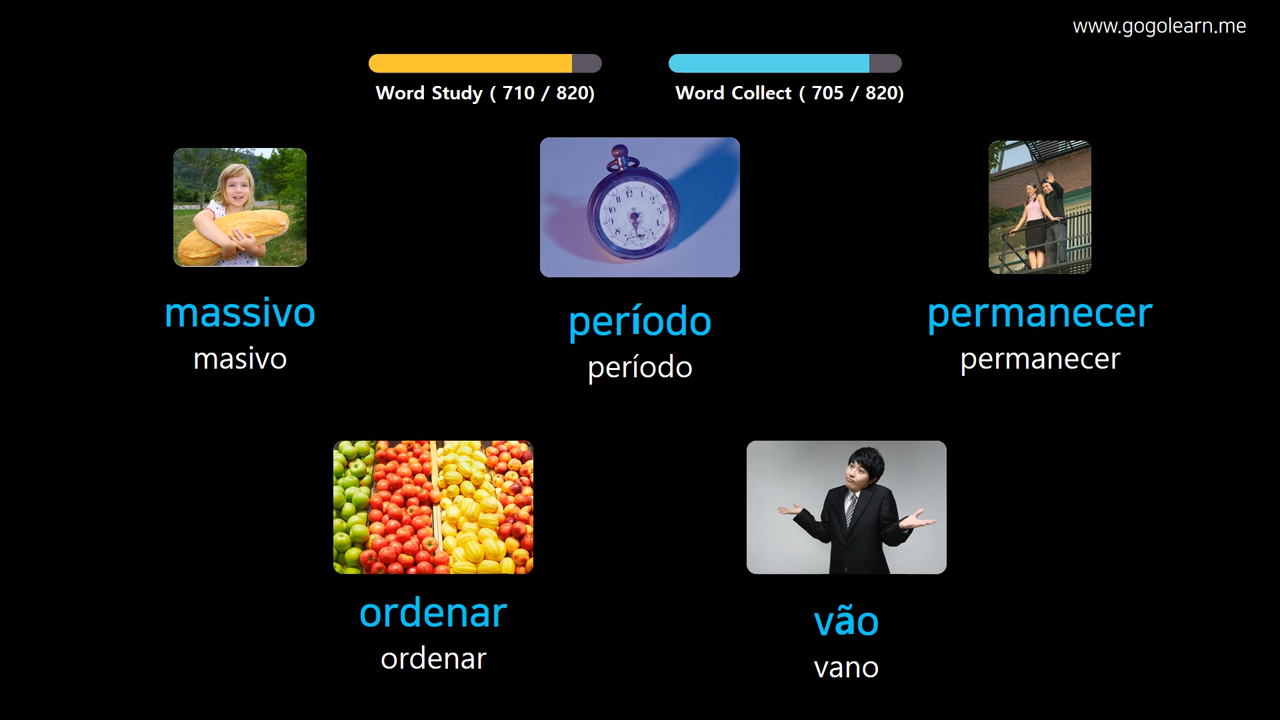 www.gogolearn.me
Word Study ( 710 / 820)
Word Collect ( 705 / 820)
massivo
masivo
período
período
permanecer
permanecer
ordenar
ordenar
vão
vano